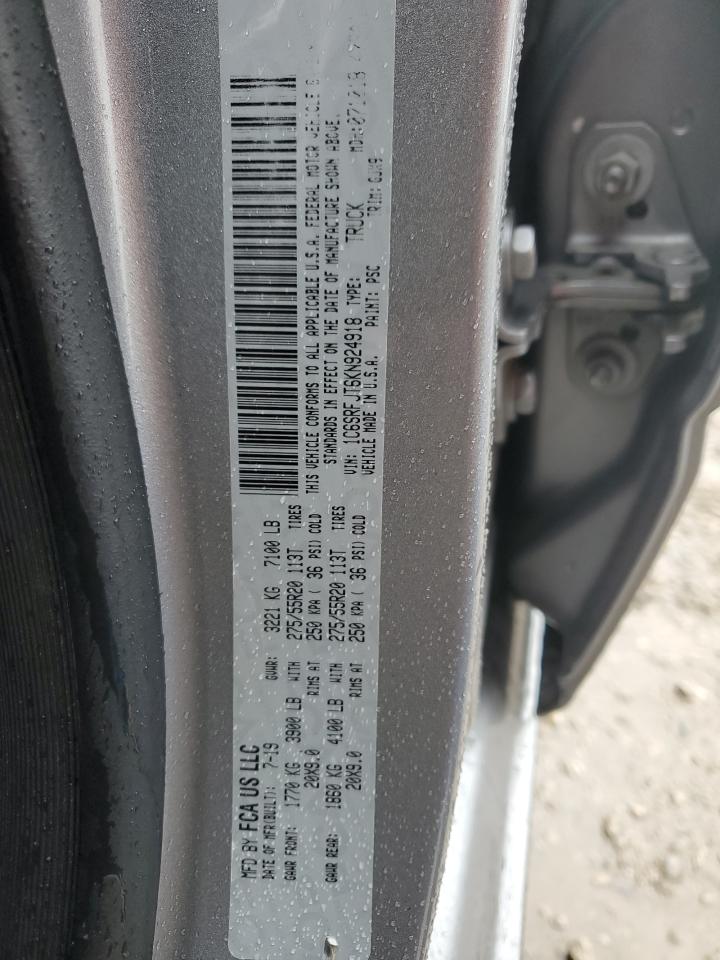 MFD BY FCA US LLC
DATE OF MFR(BUILT): 7-19 GVWR: 3221 KG 7100 LB
GAWR FRONT: 1770 KG 3900 LB WITH 275/55R20 113T TIRES
20X9.0 RIMS AT 250 KPA ( 36 PSI) COLD
GAWR REAR: 1860 KG 4100 LB WITH 275/55R20 113T TIRES
20X9.0 RIMS AT 250 KPA ( 36 PSI) COLD
THIS VEHICLE CONFORMS TO ALL APPLICABLE U.S.A. FEDERAL MOTOR VEHICLE
STANDARDS IN EFFECT ON THE DATE OF MANUFACTURE SHOWN ABOVE.
VIN: 1C6SRFJT6KN924918 TYPE: TRUCK MDH:
VEHICLE MADE IN U.S.A. PAINT: PSC TRIM: